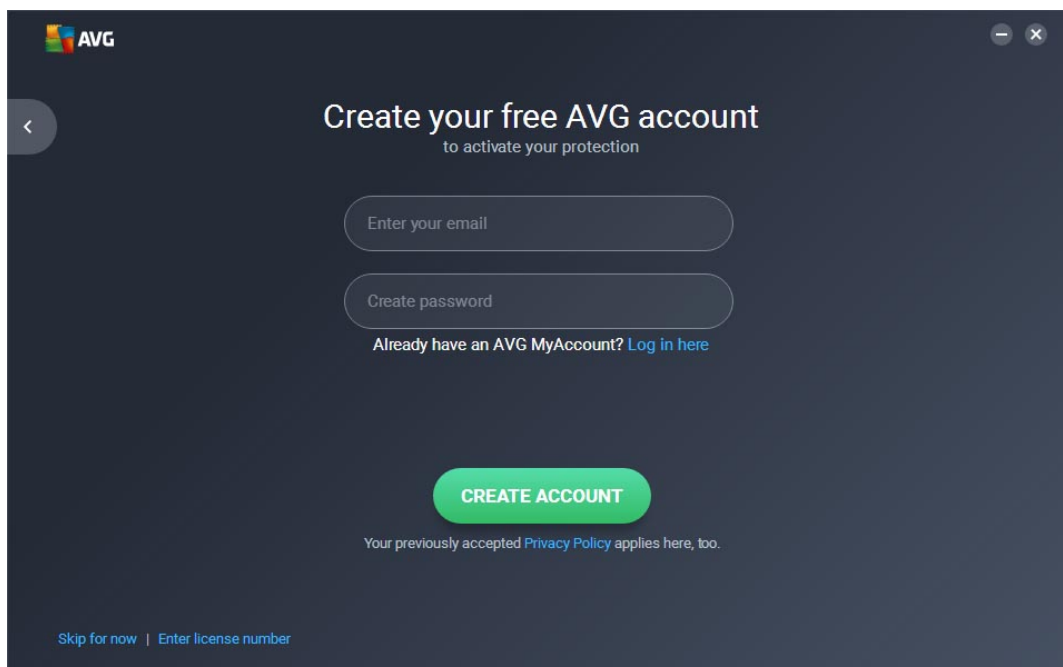 AVG
Create your free AVG account
to activate your protection
Enter your email
Create password
Already have an AVG MyAccount? Log in here
CREATE ACCOUNT
Your previously accepted Privacy Policy applies here, too.
Skip for now | Enter license number